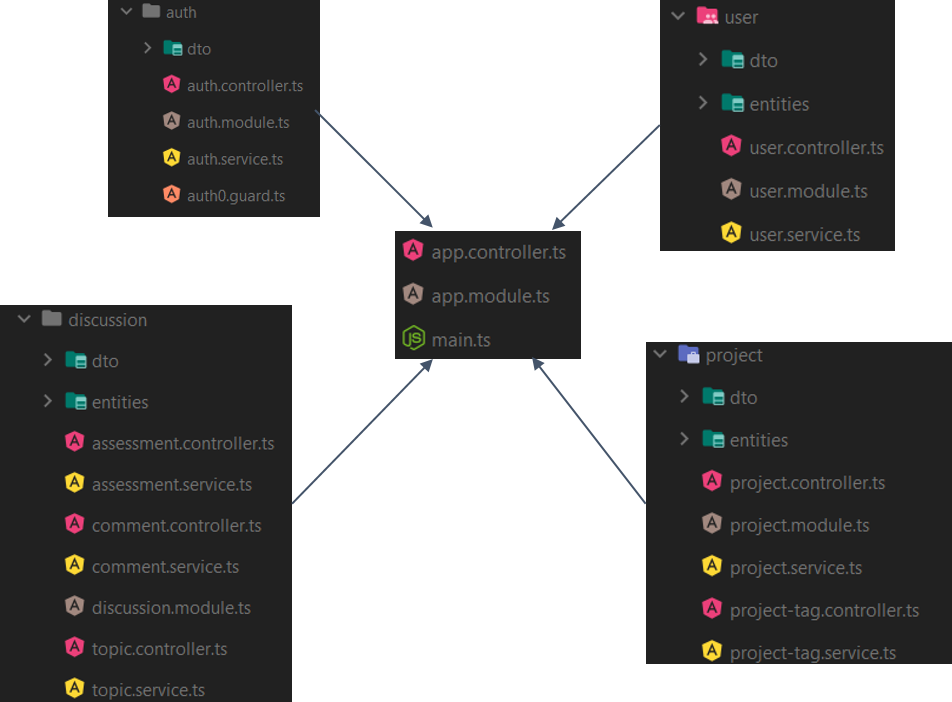 auth
dto
auth.controller.ts
auth.module.ts
auth.service.ts
auth0.guard.ts
user
dto
entities
user.controller.ts
user.module.ts
user.service.ts
app.controller.ts
app.module.ts
main.ts
discussion
dto
entities
assessment.controller.ts
assessment.service.ts
comment.controller.ts
comment.service.ts
discussion.module.ts
topic.controller.ts
topic.service.ts
project
dto
entities
project.controller.ts
project.module.ts
project.service.ts
project-tag.controller.ts
project-tag.service.ts